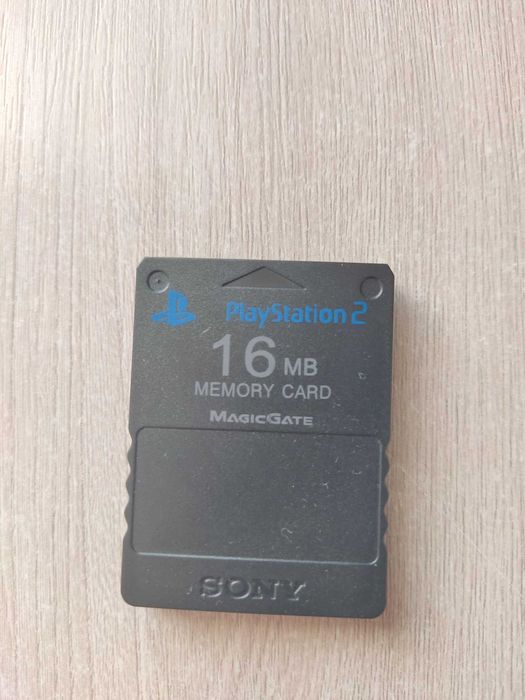 PlayStation 2
16 MB
MEMORY CARD
MAGICGATE
SONY